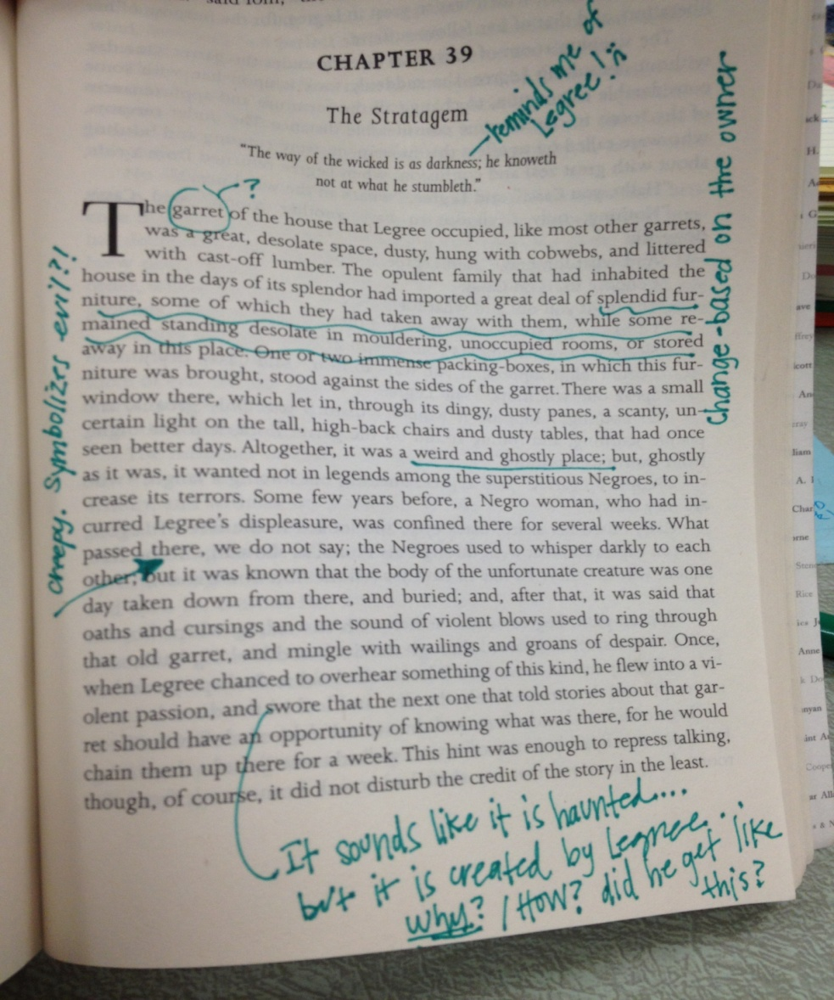 CHAPTER 39
The Stratagem
reminds me of
Legree! :(
"The way of the wicked is as darkness; he knoweth
not at what he stumbleth."
?
The garret of the house that Legree occupied, like most other garrets,
was a great, desolate space, dusty, hung with cobwebs, and littered
with cast-off lumber. The opulent family that had inhabited the
house in the days of its splendor had imported a great deal of splendid fur-
niture, some of which they had taken away with them, while some re-
mained standing desolate in mouldering, unoccupied rooms, or stored
away in this place. One or two immense packing-boxes, in which this fur-
niture was brought, stood against the sides of the garret. There was a small
window there, which let in, through its dingy, dusty panes, a scanty, un-
certain light on the tall, high-back chairs and dusty tables, that had once
seen better days. Altogether, it was a weird and ghostly place; but, ghostly
as it was, it wanted not in legends among the superstitious Negroes, to in-
crease its terrors. Some few years before, a Negro woman, who had in-
curred Legree's displeasure, was confined there for several weeks. What
passed there, we do not say; the Negroes used to whisper darkly to each
other; but it was known that the body of the unfortunate creature was one
day taken down from there, and buried; and, after that, it was said that
oaths and cursings and the sound of violent blows used to ring through
that old garret, and mingle with wailings and groans of despair. Once,
when Legree chanced to overhear something of this kind, he flew into a vi-
olent passion, and swore that the next one that told stories about that gar-
ret should have an opportunity of knowing what was there, for he would
chain them up there for a week. This hint was enough to repress talking,
though, of course, it did not disturb the credit of the story in the least.
change-based on the owner
creepy. Symbolizes evil?!
It sounds like it is haunted....
but it is created by Legree.
Why? / How? did he get like
this?